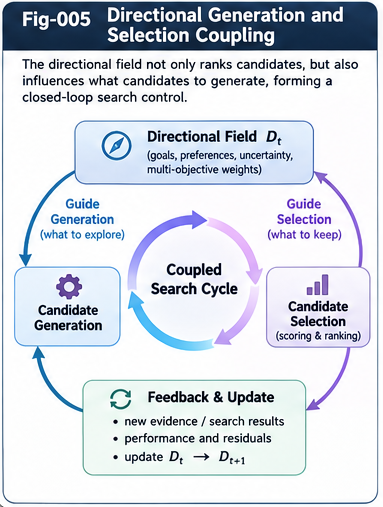 Fig-005 Directional Generation and
Selection Coupling
The directional field not only ranks candidates, but also
influences what candidates to generate, forming a
closed-loop search control.
Directional Field Dₜ
(goals, preferences, uncertainty,
multi-objective weights)
Guide
Generation
(what to explore)
Guide
Selection
(what to keep)
Coupled
Search Cycle
Candidate
Generation
Candidate
Selection
(scoring & ranking)
Feedback & Update
• new evidence / search results
• performance and residuals
• update Dₜ → Dₜ₊₁